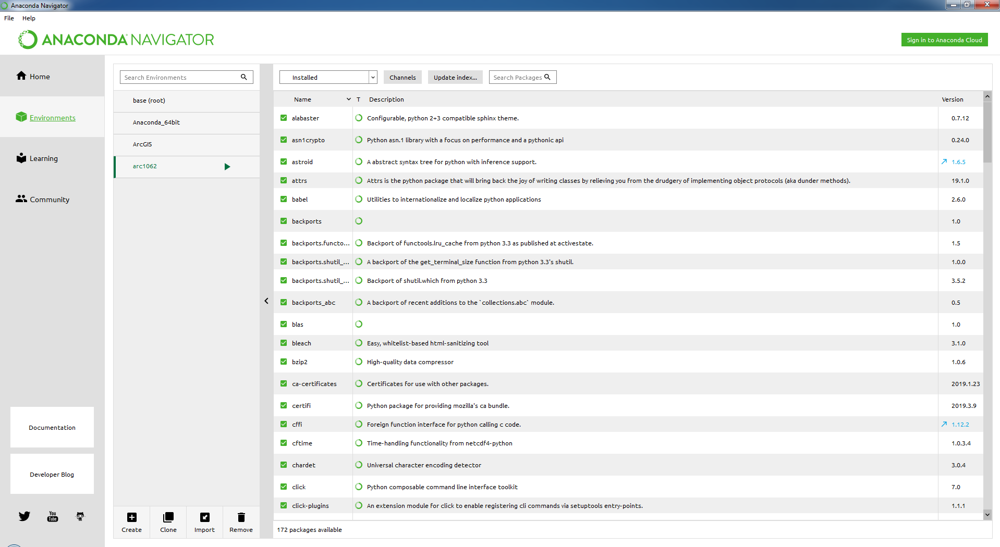 Anaconda Navigator
File Help
ANACONDA NAVIGATOR
Sign in to Anaconda Cloud
Home
Environments
Learning
Community
Documentation
Developer Blog
You Tube
Search Environments
base (root)
Anaconda_64bit
ArcGIS
arc1062
Create Clone Import Remove
Installed Channels Update index... Search Packages
Name T Description Version
alabaster Configurable, python 2+3 compatible sphinx theme. 0.7.12
asn1crypto Python asn.1 library with a focus on performance and a pythonic api 0.24.0
astroid A abstract syntax tree for python with inference support. 1.6.5
attrs Attrs is the python package that will bring back the joy of writing classes by relieving you from the drudgery of implementing object protocols (aka dunder methods). 19.1.0
babel Utilities to internationalize and localize python applications 2.6.0
backports 1.0
backports.functo... Backport of functools.lru_cache from python 3.3 as published at activestate. 1.5
backports.shutil_... A backport of the get_terminal_size function from python 3.3's shutil. 1.0.0
backports.shutil_... Backport of shutil.which from python 3.3 3.5.2
backports_abc A backport of recent additions to the `collections.abc` module. 0.5
blas 1.0
bleach Easy, whitelist-based html-sanitizing tool 3.1.0
bzip2 High-quality data compressor 1.0.6
ca-certificates Certificates for use with other packages. 2019.1.23
certifi Python package for providing mozilla's ca bundle. 2019.3.9
cffi Foreign function interface for python calling c code. 1.12.2
cftime Time-handling functionality from netcdf4-python 1.0.3.4
chardet Universal character encoding detector 3.0.4
click Python composable command line interface toolkit 7.0
click-plugins An extension module for click to enable registering cli commands via setuptools entry-points. 1.1.1
172 packages available